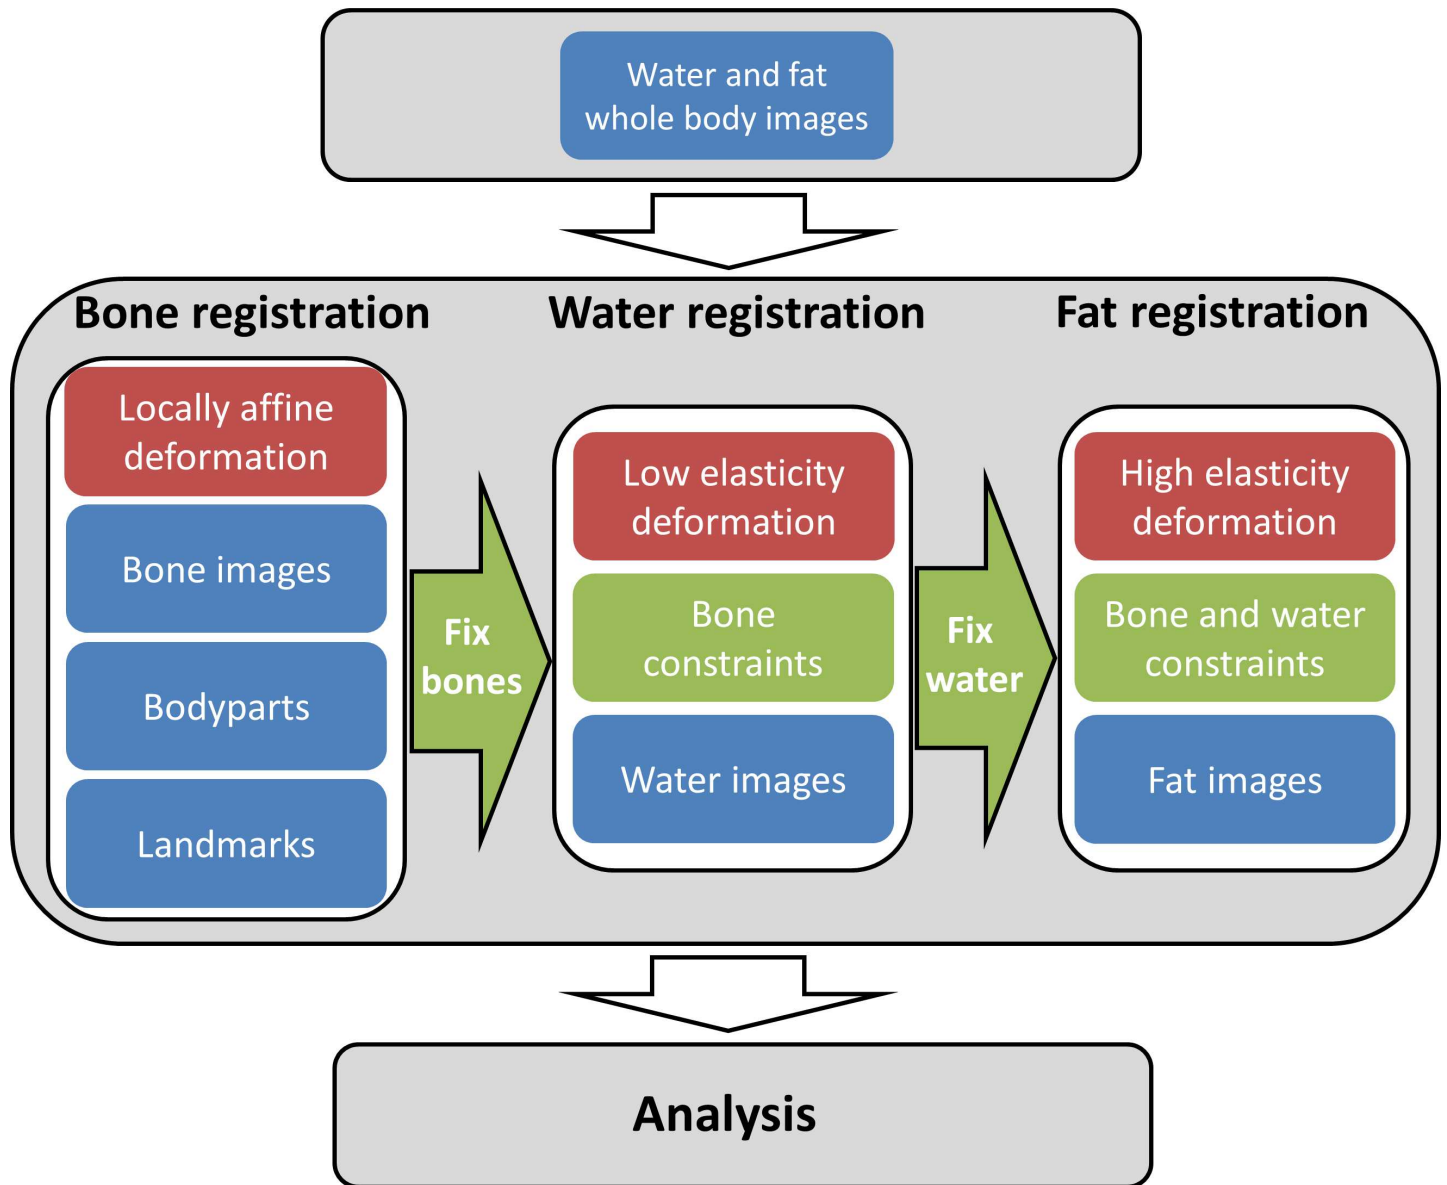 Water and fat
whole body images
Bone registration
Locally affine
deformation
Bone images
Bodyparts
Landmarks
Fix
bones
Water registration
Low elasticity
deformation
Bone
constraints
Water images
Fix
water
Fat registration
High elasticity
deformation
Bone and water
constraints
Fat images
Analysis